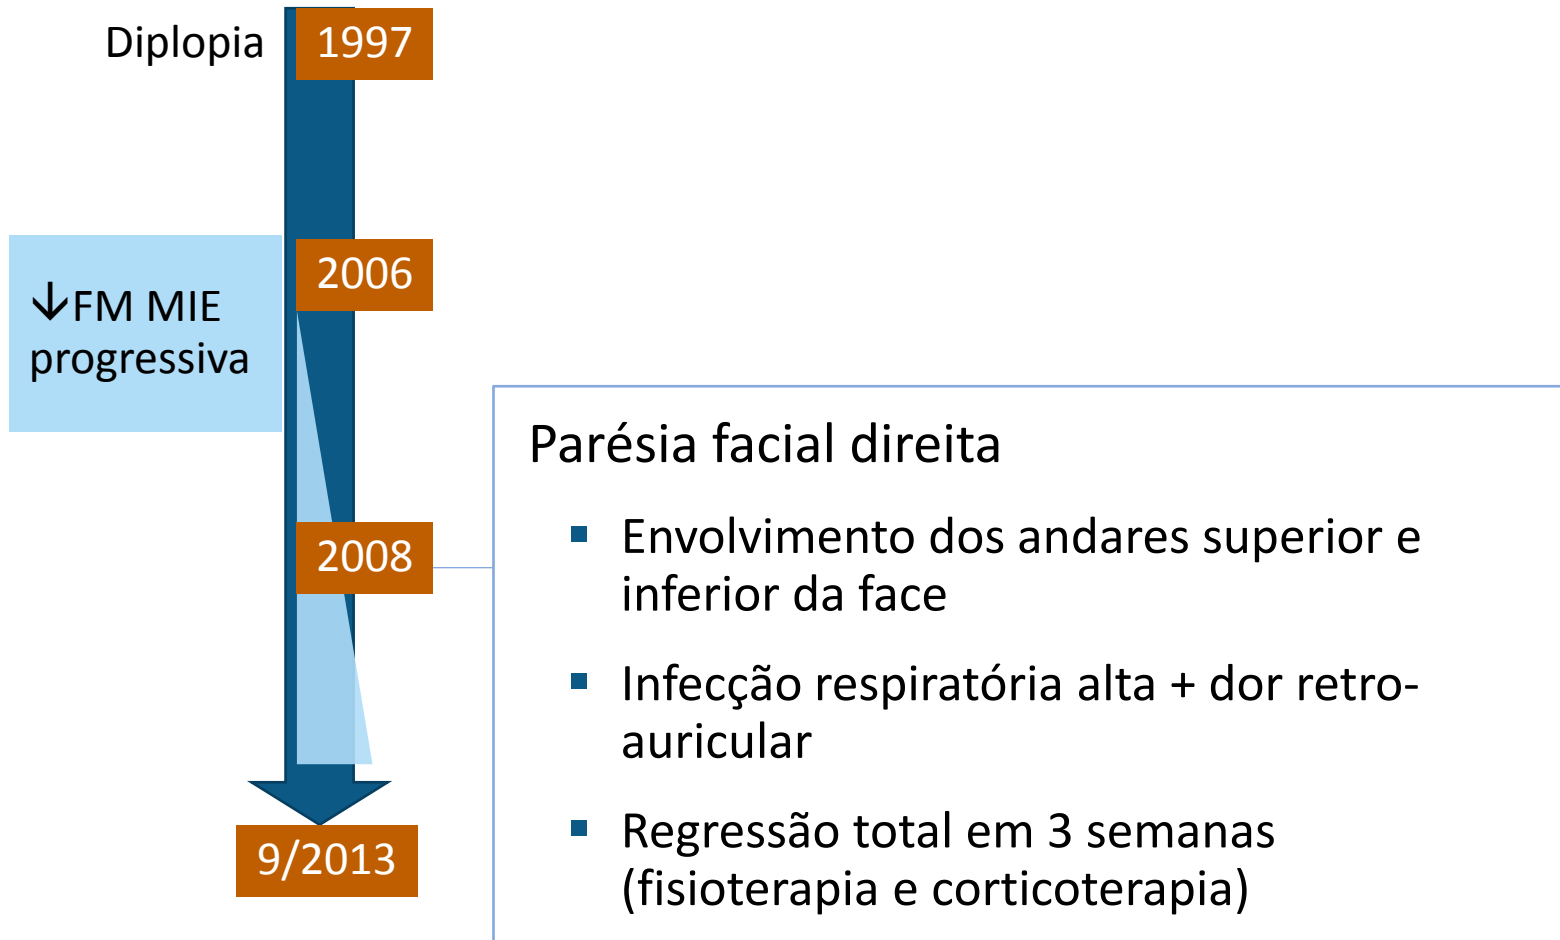 Diplopia
1997
2006
↓FM MIE
progressiva
2008
Parésia facial direita
▪ Envolvimento dos andares superior e
inferior da face
▪ Infecção respiratória alta + dor retro-
auricular
▪ Regressão total em 3 semanas
(fisioterapia e corticoterapia)
9/2013